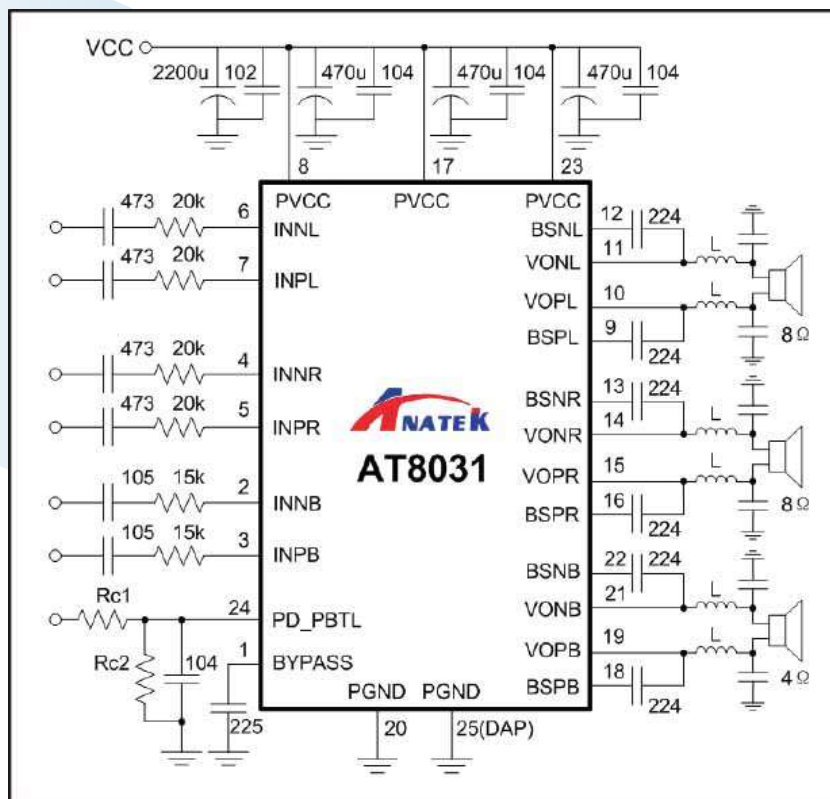 VCC
2200u 102 470u 104 470u 104 470u 104
8 17 23
PVCC PVCC PVCC
473 20k 6 INNL
473 20k 7 INPL
473 20k 4 INNR
473 20k 5 INPR
105 15k 2 INNB
105 15k 3 INPB
Rc1 24 PD_PBTL
Rc2 104 1 BYPASS
225
ANATEK
AT8031
PGND PGND
20 25(DAP)
BSNL 12 224
VONL 11 L
VOPL 10 L
BSPL 9 224 8Ω
BSNR 13 224
VONR 14 L
VOPR 15 L
BSPR 16 224 8Ω
BSNB 22 224
VONB 21 L
VOPB 19 L
BSPB 18 224 4Ω